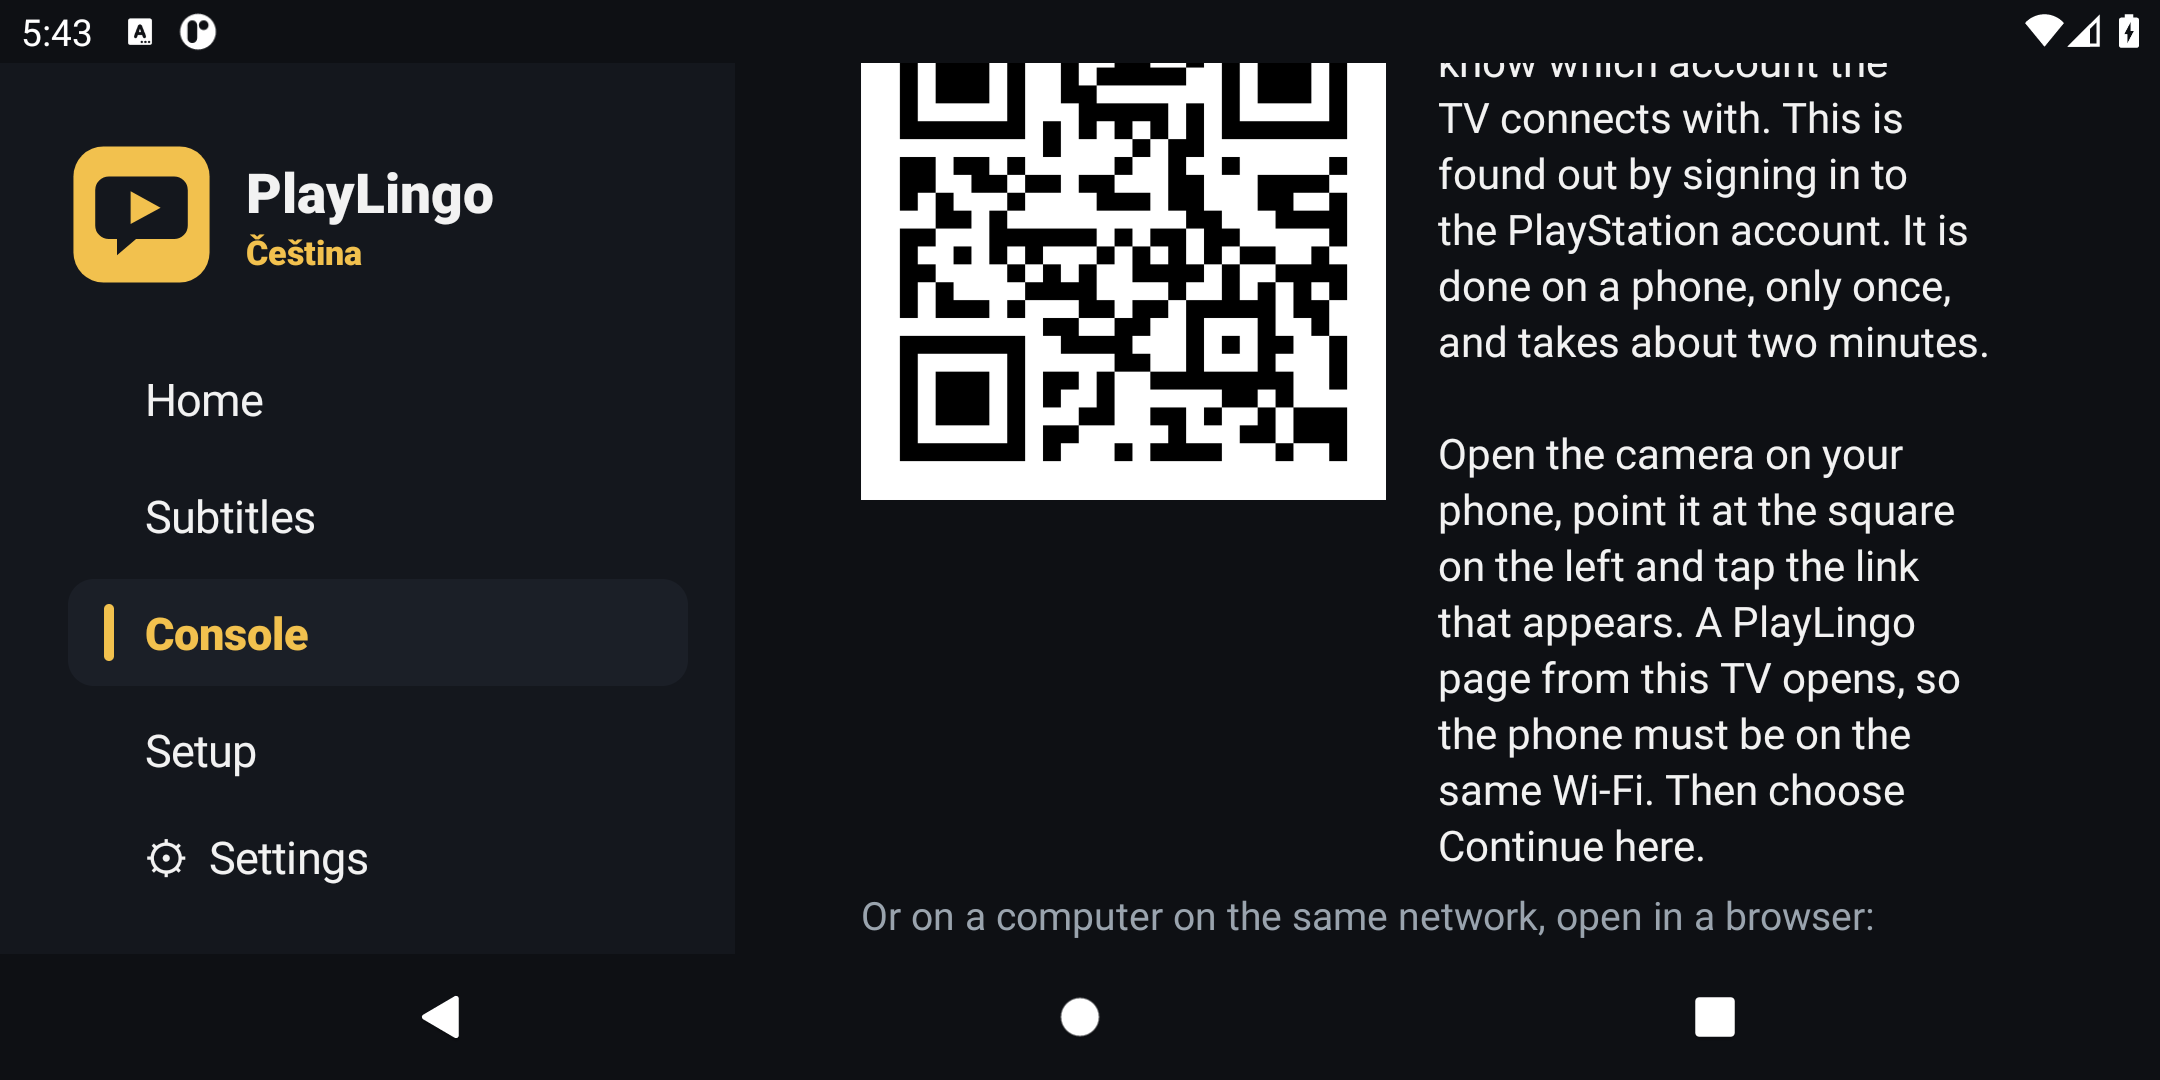 5:43
PlayLingo
Čeština
Home
Subtitles
Console
Setup
Settings
know which account the
TV connects with. This is
found out by signing in to
the PlayStation account. It is
done on a phone, only once,
and takes about two minutes.
Open the camera on your
phone, point it at the square
on the left and tap the link
that appears. A PlayLingo
page from this TV opens, so
the phone must be on the
same Wi-Fi. Then choose
Continue here.
Or on a computer on the same network, open in a browser: